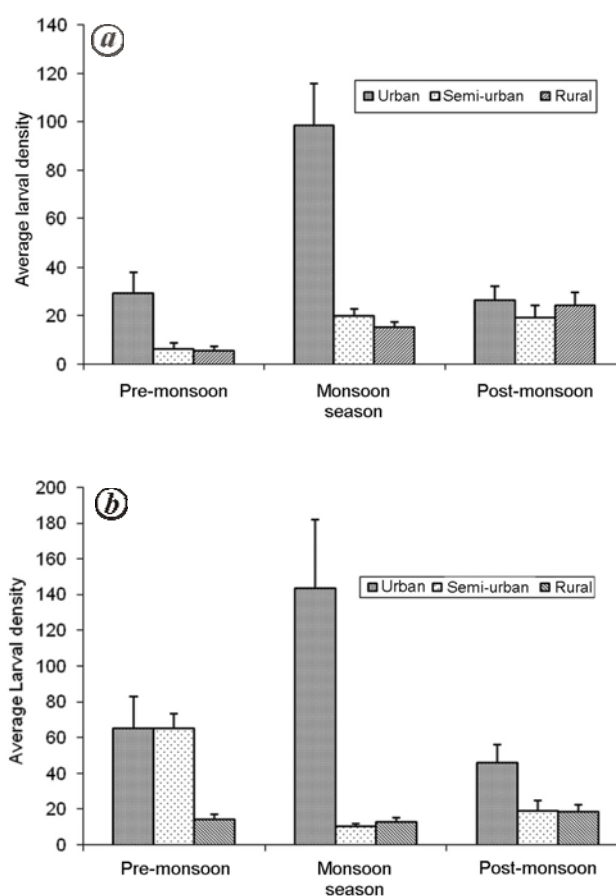 a
140
120
100
80
60
40
20
0
Average larval density
Urban Semi-urban Rural
Pre-monsoon Monsoon season Post-monsoon
b
200
180
160
140
120
100
80
60
40
20
0
Average Larval density
Urban Semi-urban Rural
Pre-monsoon Monsoon season Post-monsoon